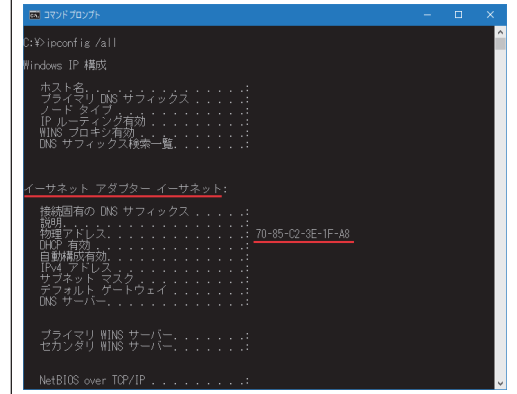 コマンド プロンプト
C:¥>ipconfig /all
Windows IP 構成
ホスト名. . . . . . . . . . . . . . .:
プライマリ DNS サフィックス . . . . .:
ノード タイプ . . . . . . . . . . . .:
IP ルーティング有効 . . . . . . . . .:
WINS プロキシ有効 . . . . . . . . . .:
DNS サフィックス検索一覧. . . . . . .:
イーサネット アダプター イーサネット:
接続固有の DNS サフィックス . . . . .:
説明. . . . . . . . . . . . . . . . .:
物理アドレス. . . . . . . . . . . . .: 70-85-C2-3E-1F-A8
DHCP 有効 . . . . . . . . . . . . . .:
自動構成有効. . . . . . . . . . . . .:
IPv4 アドレス . . . . . . . . . . . .:
サブネット マスク . . . . . . . . . .:
デフォルト ゲートウェイ . . . . . . .:
DNS サーバー. . . . . . . . . . . . .:
プライマリ WINS サーバー. . . . . . .:
セカンダリ WINS サーバー. . . . . . .:
NetBIOS over TCP/IP . . . . . . . . .: